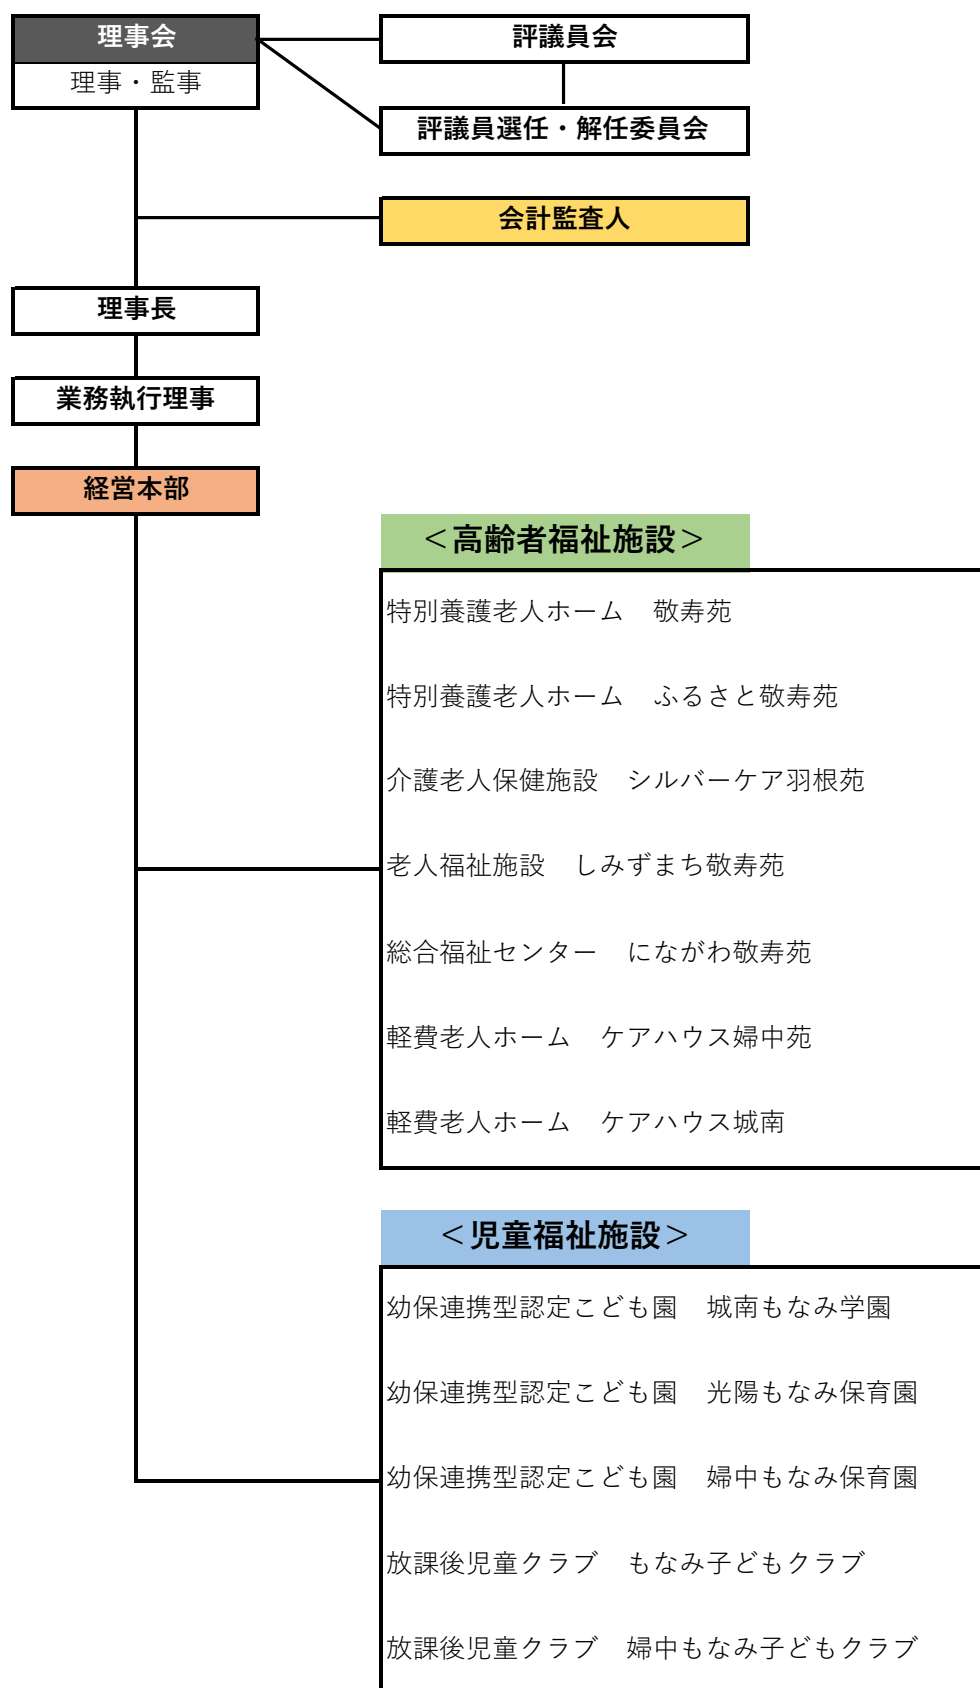 理事会
理事・監事
評議員会
評議員選任・解任委員会
会計監査人
理事長
業務執行理事
経営本部
＜高齢者福祉施設＞
特別養護老人ホーム　敬寿苑
特別養護老人ホーム　ふるさと敬寿苑
介護老人保健施設　シルバーケア羽根苑
老人福祉施設　しみずまち敬寿苑
総合福祉センター　にながわ敬寿苑
軽費老人ホーム　ケアハウス婦中苑
軽費老人ホーム　ケアハウス城南
＜児童福祉施設＞
幼保連携型認定こども園　城南もなみ学園
幼保連携型認定こども園　光陽もなみ保育園
幼保連携型認定こども園　婦中もなみ保育園
放課後児童クラブ　もなみ子どもクラブ
放課後児童クラブ　婦中もなみ子どもクラブ